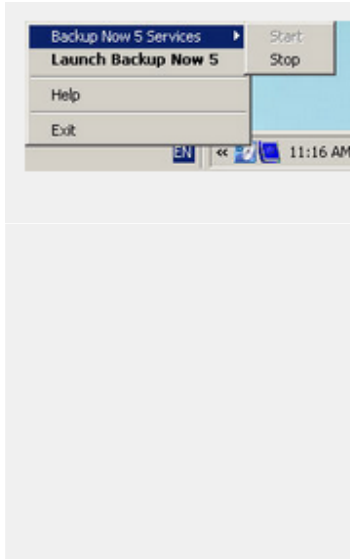 Backup Now 5 Services
Start
Launch Backup Now 5
Stop
Help
Exit
EN « 11:16 AM